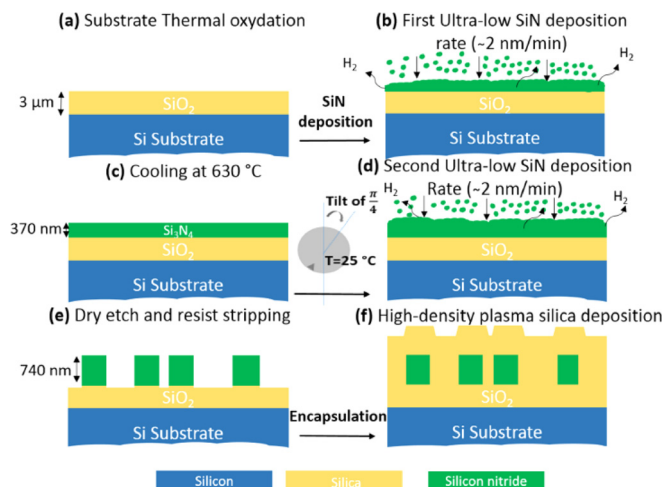 (a) Substrate Thermal oxydation
3 μm
SiO₂
Si Substrate
SiN
deposition
(b) First Ultra-low SiN deposition
rate (~2 nm/min)
H₂
H₂
SiO₂
Si Substrate
(c) Cooling at 630 °C
370 nm
Si₃N₄
SiO₂
Si Substrate
Tilt of π/4
T=25 °C
(d) Second Ultra-low SiN deposition
Rate (~2 nm/min)
H₂
H₂
SiO₂
Si Substrate
(e) Dry etch and resist stripping
740 nm
SiO₂
Si Substrate
Encapsulation
(f) High-density plasma silica deposition
SiO₂
Si Substrate
Silicon
Silica
Silicon nitride